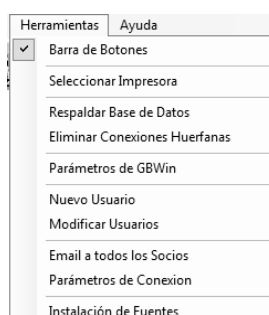 Herramientas Ayuda
Barra de Botones
Seleccionar Impresora
Respaldar Base de Datos
Eliminar Conexiones Huerfanas
Parámetros de GBWin
Nuevo Usuario
Modificar Usuarios
Email a todos los Socios
Parámetros de Conexion
Instalación de Fuentes